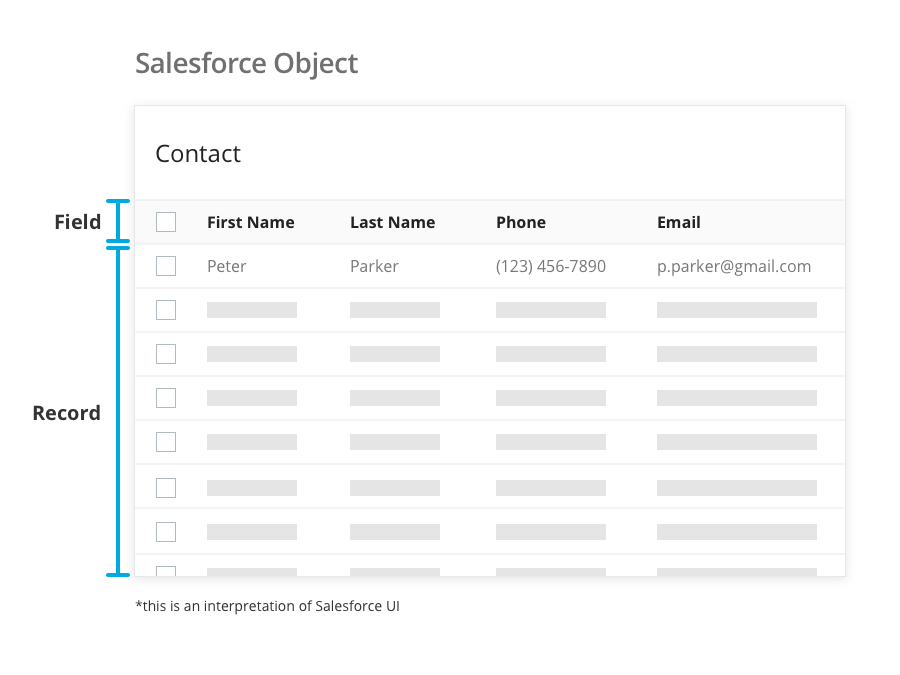 Salesforce Object
Contact
Field
First Name Last Name Phone Email
Peter Parker (123) 456-7890 p.parker@gmail.com
Record
*this is an interpretation of Salesforce UI